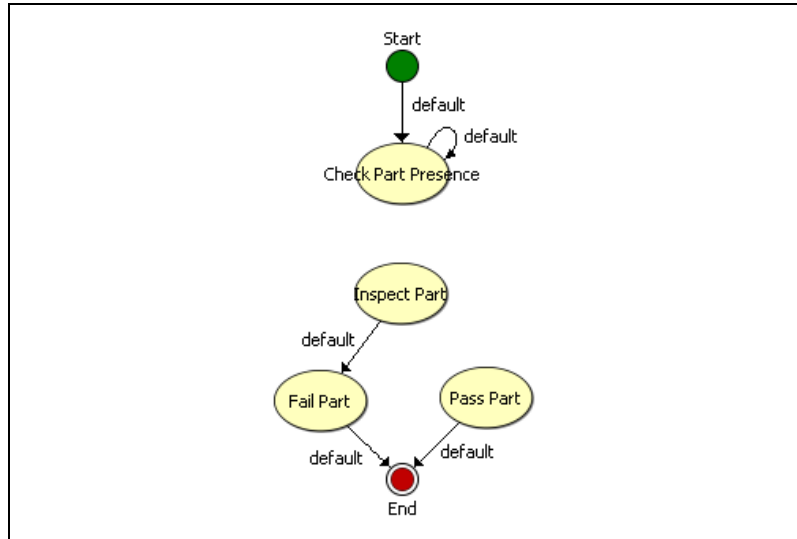 Start
default
default
Check Part Presence
Inspect Part
default
Fail Part
Pass Part
default
default
End